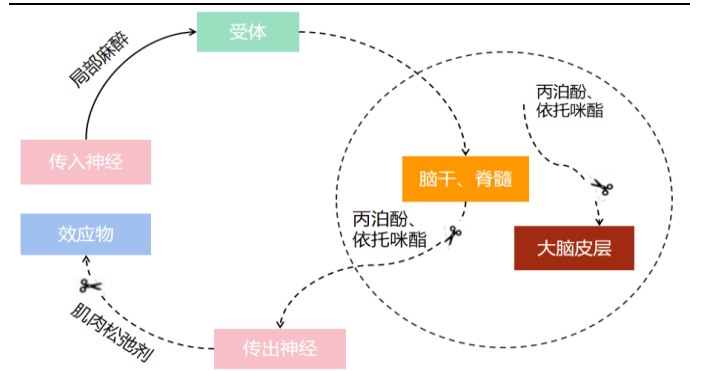 受体
局部麻醉
丙泊酚、
依托咪酯
传入神经
脑干、脊髓
效应物
丙泊酚、
依托咪酯
大脑皮层
肌肉松弛剂
传出神经